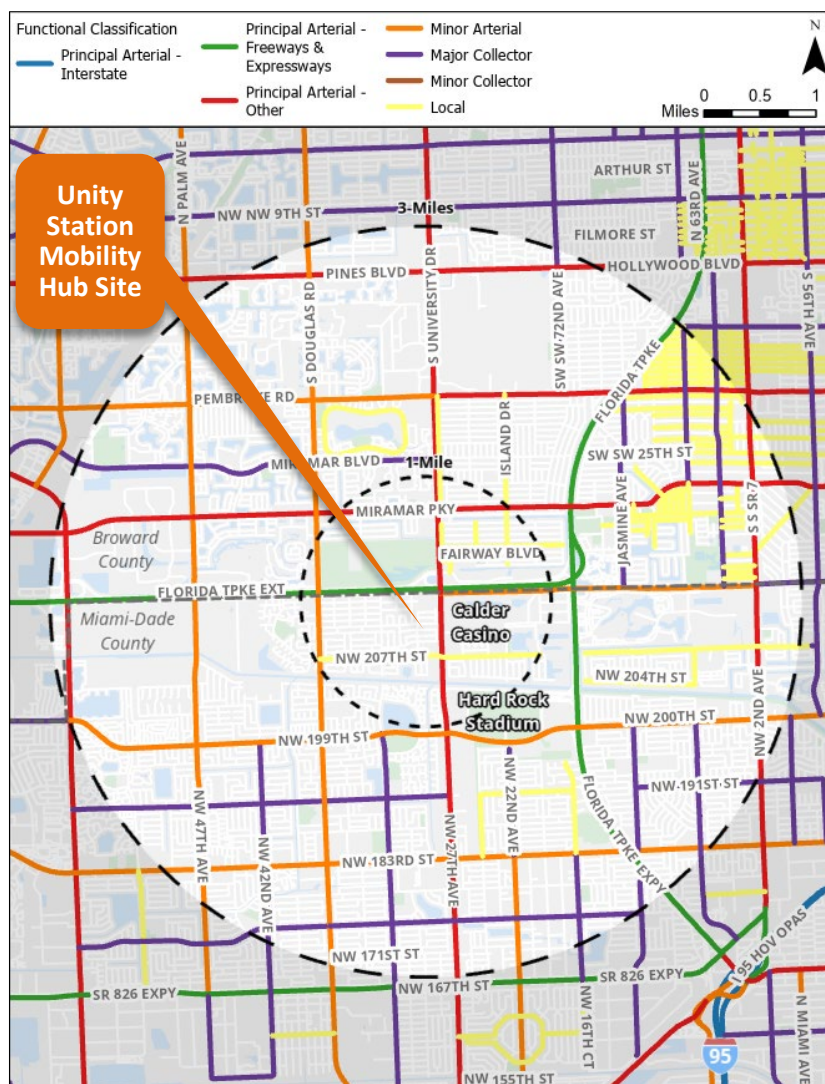 Functional Classification
Principal Arterial -
Interstate
Principal Arterial -
Freeways &
Expressways
Principal Arterial -
Other
Minor Arterial
Major Collector
Minor Collector
Local
N
0 0.5 1
Miles
Unity
Station
Mobility
Hub Site
N PALM AVE
ARTHUR ST
N 63RD AVE
NW NW 9TH ST
3-Miles
FILMORE ST
PINES BLVD
HOLLYWOOD BLVD
S DOUGLAS RD
S UNIVERSITY DR
SW SW 72ND AVE
S 56TH AVE
FLORIDA TPKE
PEMBROKE RD
ISLAND DR
MIRAMAR BLVD
1-Mile
SW SW 25TH ST
JASMINE AVE
S S SR-7
MIRAMAR PKY
Broward
County
FAIRWAY BLVD
FLORIDA TPKE EXT
Miami-Dade
County
Calder
Casino
NW 207TH ST
NW 204TH ST
Hard Rock
Stadium
NW 2ND AVE
NW 200TH ST
NW 199TH ST
NW 22ND AVE
NW 191ST ST
NW 47TH AVE
NW 42ND AVE
NW 27TH AVE
FLORIDA TPKE EXPY
NW 183RD ST
NW 171ST ST
I 95 HOV OPAS
SR 826 EXPY
NW 167TH ST
SR 826 EXPY
NW 16TH CT
N MIAMI AVE
95
NW 155TH ST